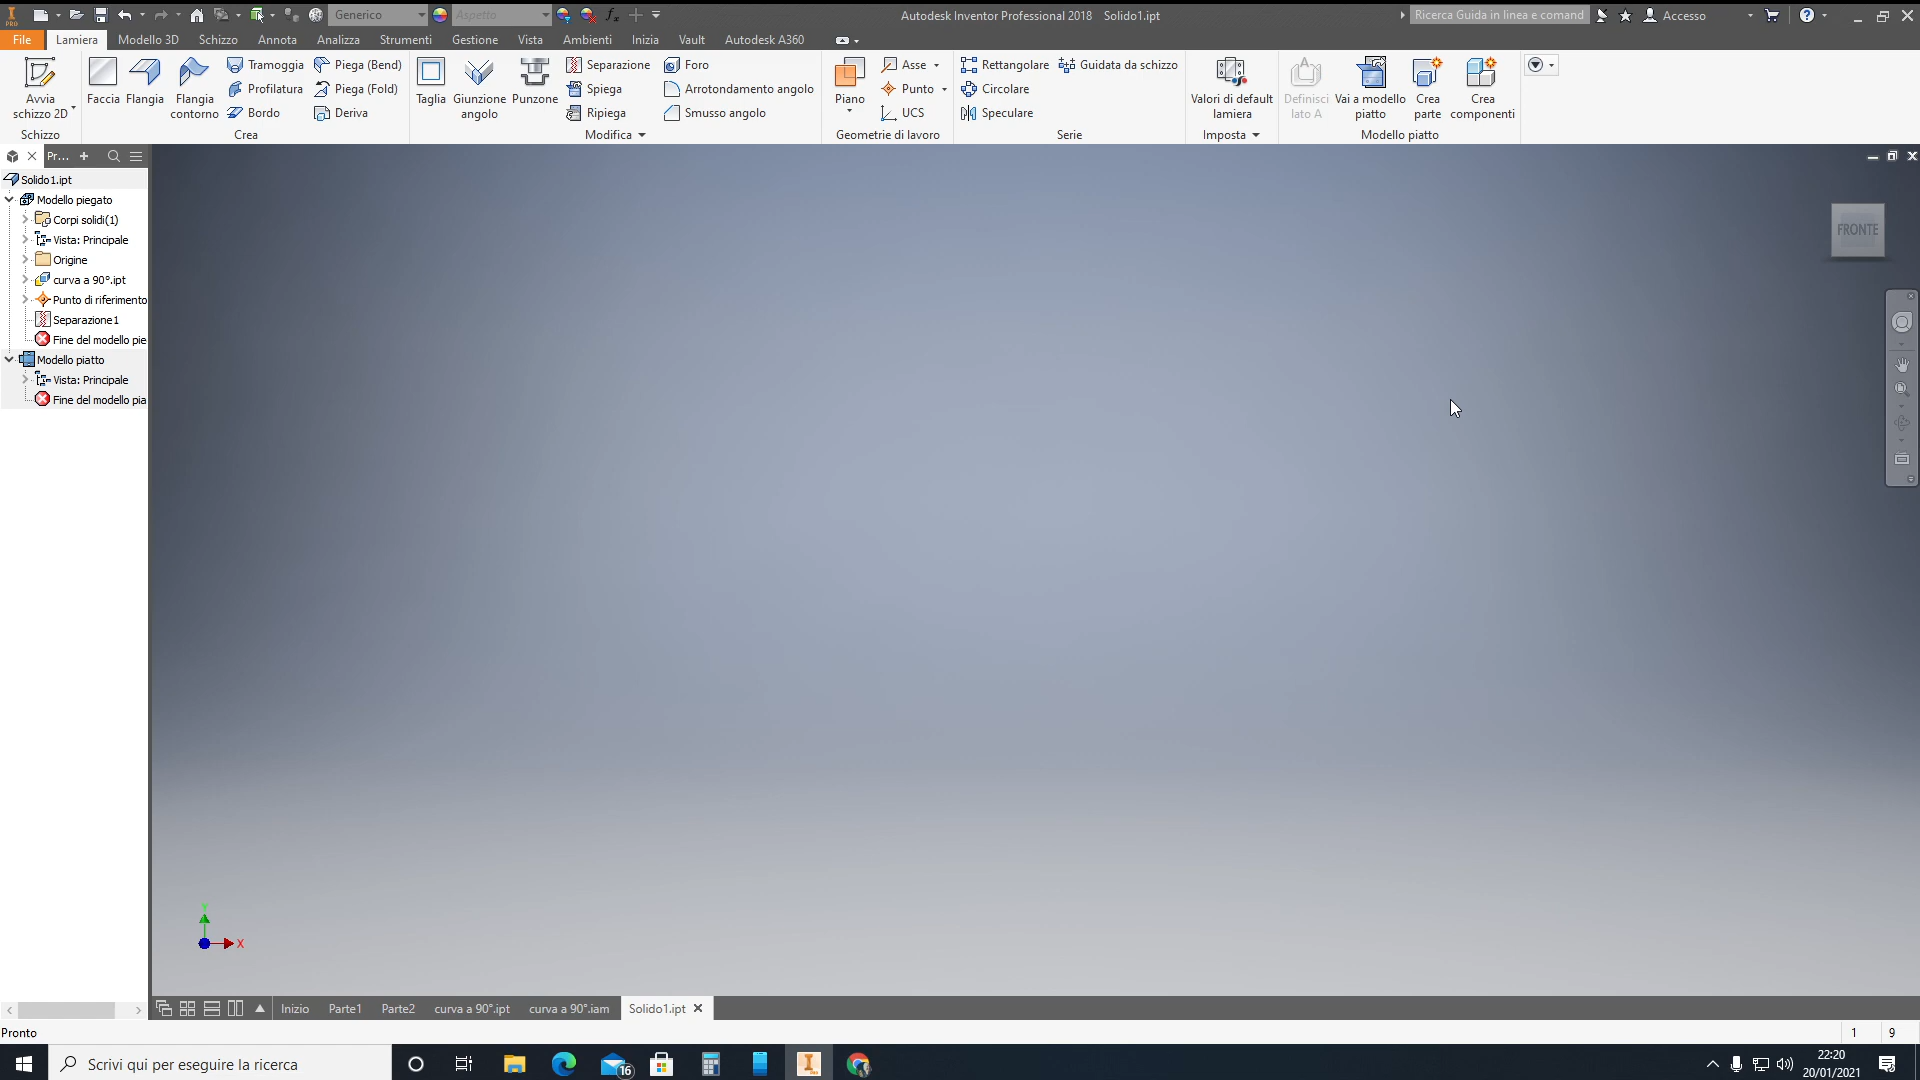 Generico
Aspetto
Autodesk Inventor Professional 2018 Solido1.ipt
Ricerca Guida in linea e comand
Accesso
File Lamiera Modello 3D Schizzo Annota Analizza Strumenti Gestione Vista Ambienti Inizia Vault Autodesk A360
Avvia schizzo 2D
Schizzo
Faccia
Flangia
Flangia contorno
Tramoggia
Profilatura
Bordo
Piega (Bend)
Piega (Fold)
Deriva
Crea
Taglia
Giunzione angolo
Punzone
Separazione
Spiega
Ripiega
Foro
Arrotondamento angolo
Smusso angolo
Modifica
Piano
Asse
Punto
UCS
Geometrie di lavoro
Rettangolare
Circolare
Speculare
Guidata da schizzo
Serie
Valori di default lamiera
Imposta
Definisci lato A
Vai a modello piatto
Crea parte
Crea componenti
Modello piatto
Pr...
Solido1.ipt
Modello piegato
Corpi solidi(1)
Vista: Principale
Origine
curva a 90°.ipt
Punto di riferimento
Separazione1
Fine del modello pie
Modello piatto
Vista: Principale
Fine del modello pia
FRONTE
Y
X
Inizio Parte1 Parte2 curva a 90°.ipt curva a 90°.iam Solido1.ipt
Pronto
1 9
Scrivi qui per eseguire la ricerca
16
22:20
20/01/2021